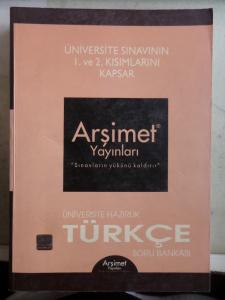 ÜNİVERSİTE SINAVININ
1. ve 2. KISIMLARINI
KAPSAR
Arşimet®
Yayınları
"Sınavların yükünü kaldırır"
ÜNİVERSİTE HAZIRLIK
TÜRKÇE
SORU BANKASI
Arşimet
Yayınları